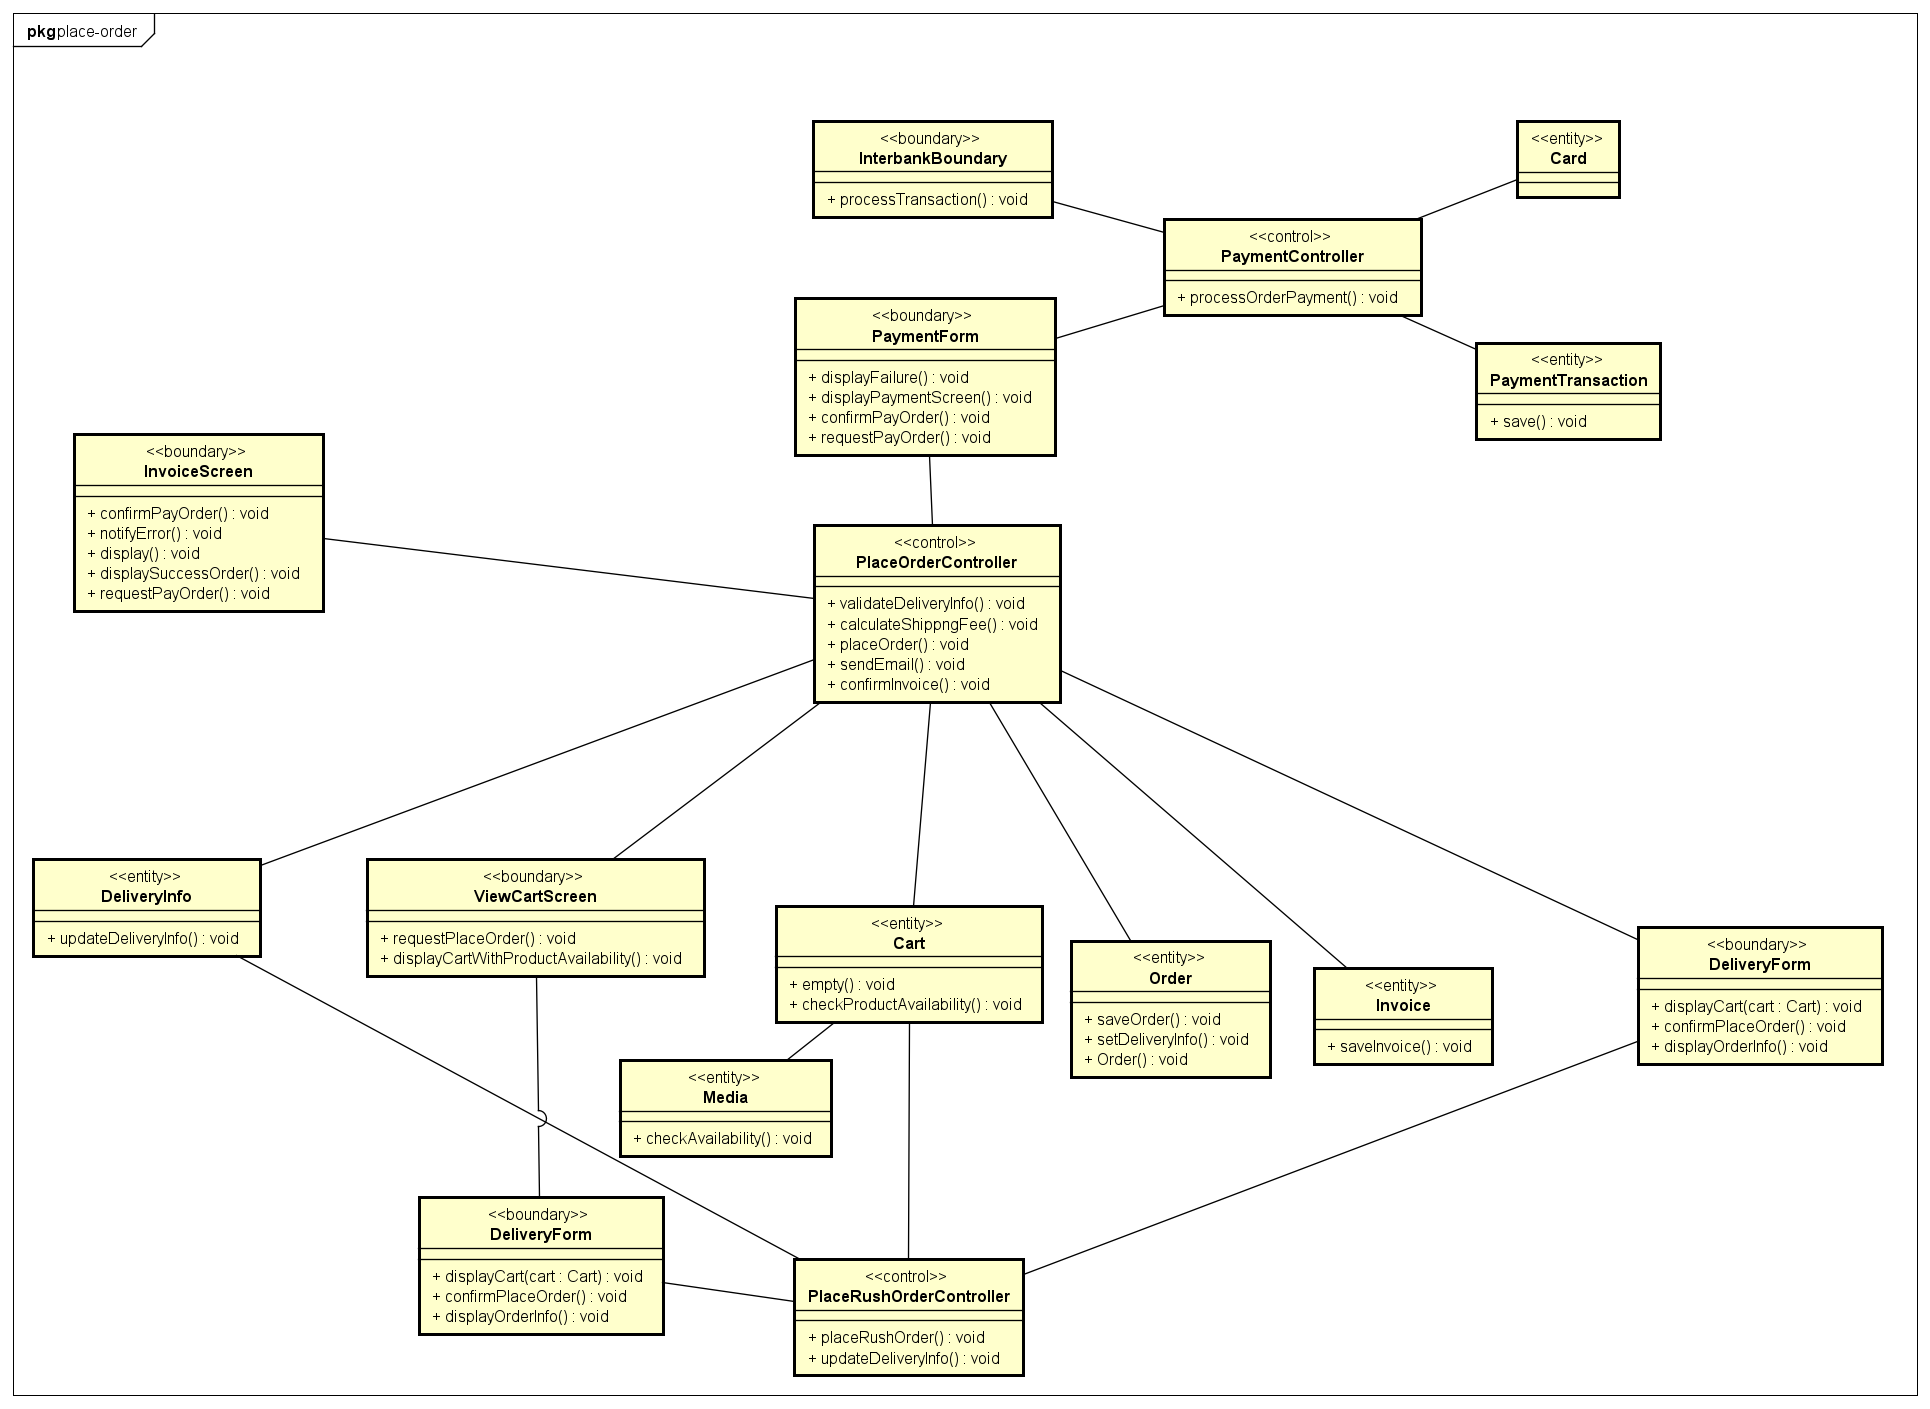 pkg place-order
<<boundary>>
InterbankBoundary
+ processTransaction() : void
<<entity>>
Card
<<control>>
PaymentController
+ processOrderPayment() : void
<<boundary>>
PaymentForm
+ displayFailure() : void
+ displayPaymentScreen() : void
+ confirmPayOrder() : void
+ requestPayOrder() : void
<<entity>>
PaymentTransaction
+ save() : void
<<boundary>>
InvoiceScreen
+ confirmPayOrder() : void
+ notifyError() : void
+ display() : void
+ displaySuccessOrder() : void
+ requestPayOrder() : void
<<control>>
PlaceOrderController
+ validateDeliveryInfo() : void
+ calculateShippngFee() : void
+ placeOrder() : void
+ sendEmail() : void
+ confirmInvoice() : void
<<entity>>
DeliveryInfo
+ updateDeliveryInfo() : void
<<boundary>>
ViewCartScreen
+ requestPlaceOrder() : void
+ displayCartWithProductAvailability() : void
<<entity>>
Cart
+ empty() : void
+ checkProductAvailability() : void
<<entity>>
Order
+ saveOrder() : void
+ setDeliveryInfo() : void
+ Order() : void
<<entity>>
Invoice
+ saveInvoice() : void
<<boundary>>
DeliveryForm
+ displayCart(cart : Cart) : void
+ confirmPlaceOrder() : void
+ displayOrderInfo() : void
<<entity>>
Media
+ checkAvailability() : void
<<boundary>>
DeliveryForm
+ displayCart(cart : Cart) : void
+ confirmPlaceOrder() : void
+ displayOrderInfo() : void
<<control>>
PlaceRushOrderController
+ placeRushOrder() : void
+ updateDeliveryInfo() : void